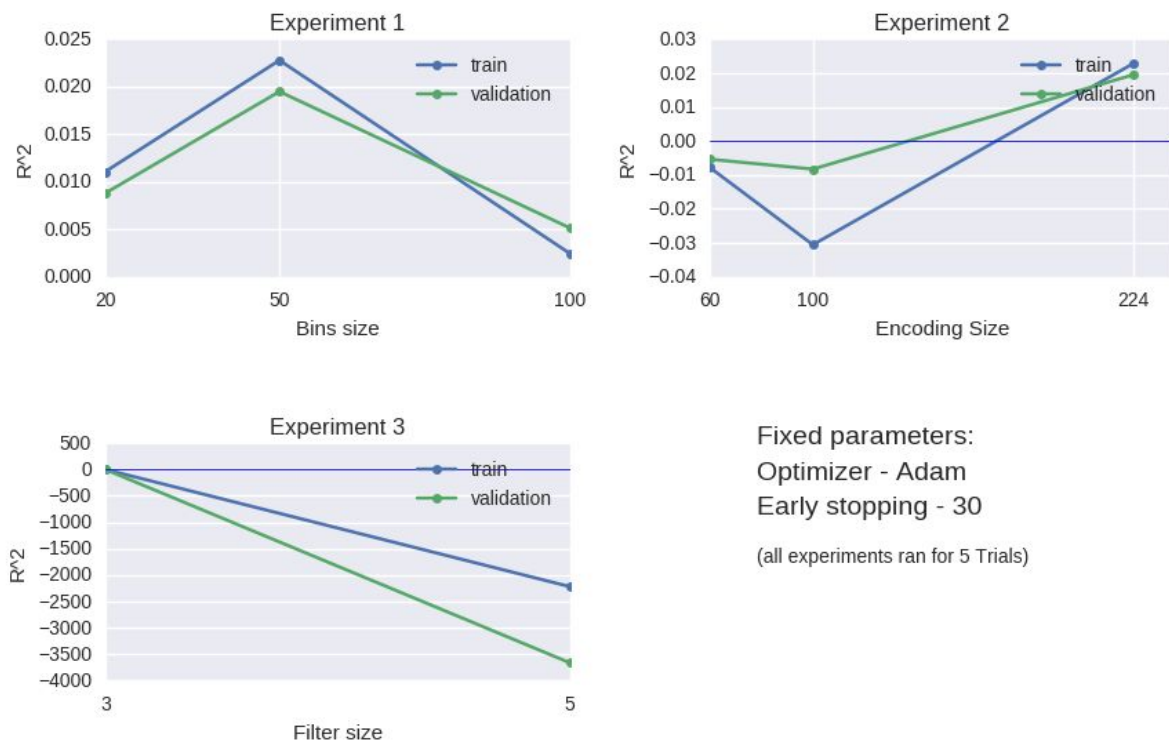 Experiment 1
0.025
0.020
0.015
0.010
0.005
0.000
R^2
train
validation
20 50 100
Bins size
Experiment 2
0.03
0.02
0.01
0.00
−0.01
−0.02
−0.03
−0.04
R^2
train
validation
60 100 224
Encoding Size
Experiment 3
500
0
−500
−1000
−1500
−2000
−2500
−3000
−3500
−4000
R^2
train
validation
3 5
Filter size
Fixed parameters:
Optimizer - Adam
Early stopping - 30
(all experiments ran for 5 Trials)